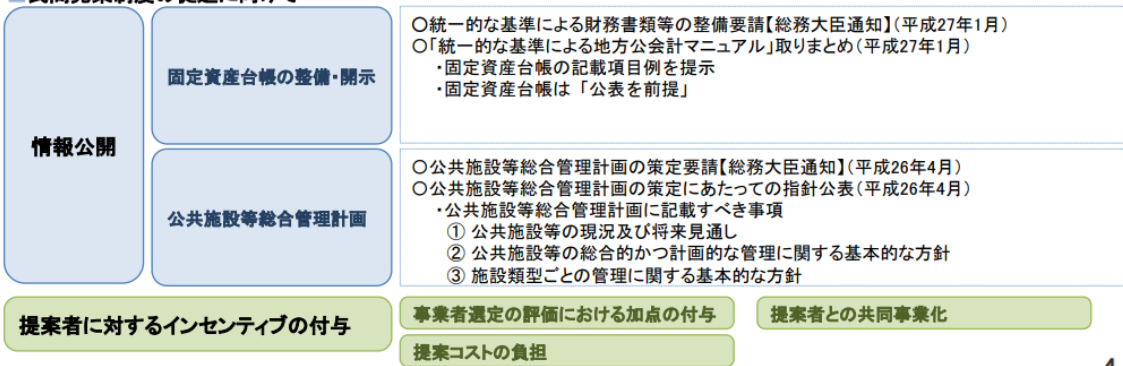 ■民間発案制度の促進に向けて
情報公開
固定資産台帳の整備・開示
○統一的な基準による財務書類等の整備要請【総務大臣通知】(平成27年1月)
○「統一的な基準による地方公会計マニュアル」取りまとめ(平成27年1月)
・固定資産台帳の記載項目例を提示
・固定資産台帳は「公表を前提」
公共施設等総合管理計画
○公共施設等総合管理計画の策定要請【総務大臣通知】(平成26年4月)
○公共施設等総合管理計画の策定にあたっての指針公表(平成26年4月)
・公共施設等総合管理計画に記載すべき事項
① 公共施設等の現況及び将来見通し
② 公共施設等の総合的かつ計画的な管理に関する基本的な方針
③ 施設類型ごとの管理に関する基本的な方針
提案者に対するインセンティブの付与
事業者選定の評価における加点の付与
提案者との共同事業化
提案コストの負担
4